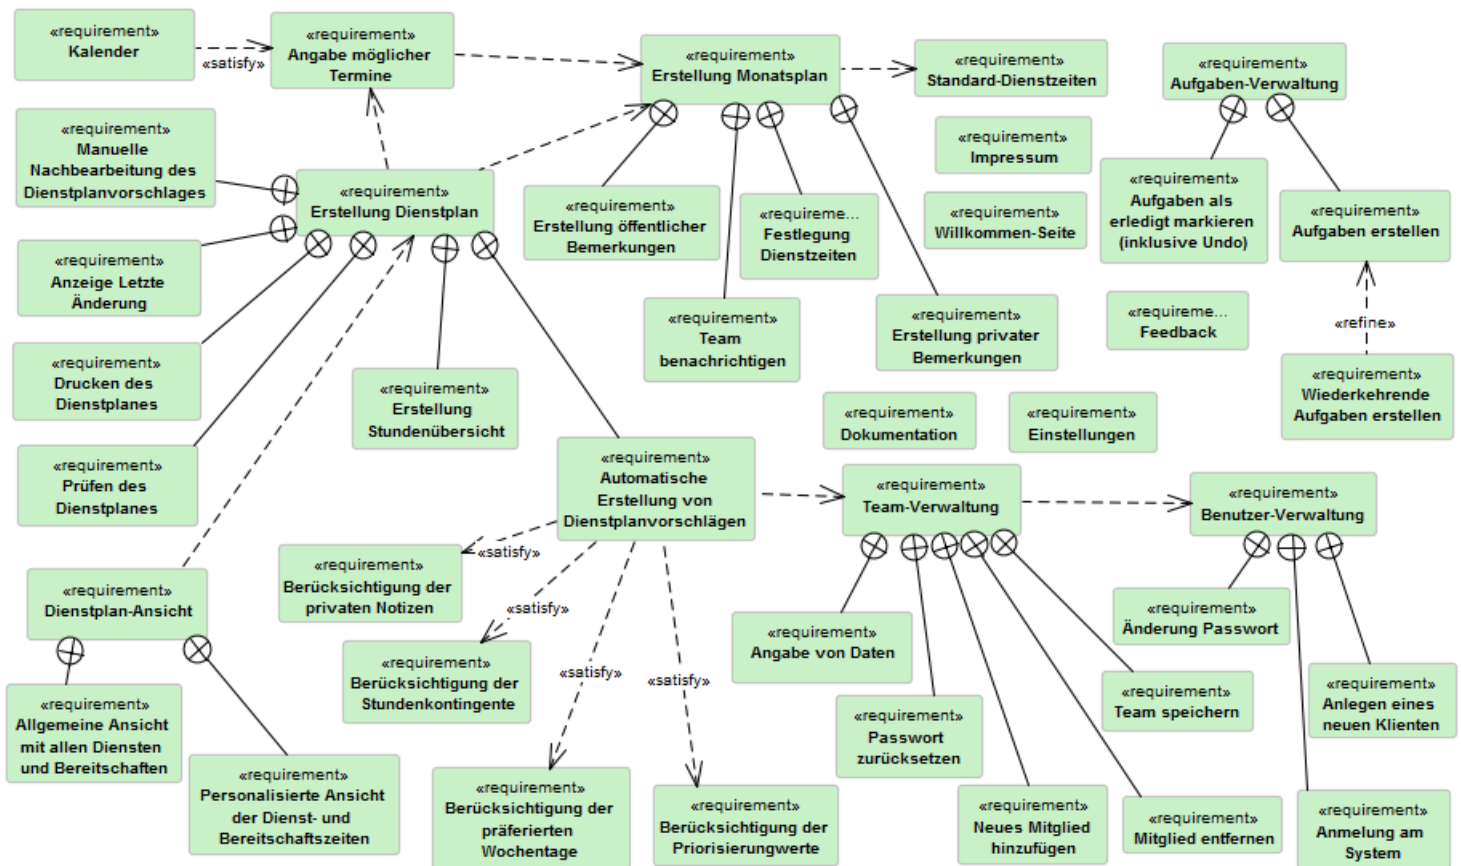 «requirement»
Kalender
«satisfy»
«requirement»
Angabe möglicher
Termine
«requirement»
Erstellung Monatsplan
«requirement»
Standard-Dienstzeiten
«requirement»
Aufgaben-Verwaltung
«requirement»
Manuelle
Nachbearbeitung des
Dienstplanvorschlages
«requirement»
Erstellung Dienstplan
«requirement»
Impressum
«requirement»
Erstellung öffentlicher
Bemerkungen
«requireme...
Festlegung
Dienstzeiten
«requirement»
Willkommen-Seite
«requirement»
Aufgaben als
erledigt markieren
(inklusive Undo)
«requirement»
Aufgaben erstellen
«requirement»
Anzeige Letzte
Änderung
«requirement»
Team
benachrichtigen
«requirement»
Erstellung privater
Bemerkungen
«requireme...
Feedback
«refine»
«requirement»
Drucken des
Dienstplanes
«requirement»
Erstellung
Stundenübersicht
«requirement»
Wiederkehrende
Aufgaben erstellen
«requirement»
Dokumentation
«requirement»
Einstellungen
«requirement»
Prüfen des
Dienstplanes
«requirement»
Automatische
Erstellung von
Dienstplanvorschlägen
«requirement»
Team-Verwaltung
«requirement»
Benutzer-Verwaltung
«satisfy»
«satisfy»
«satisfy»
«satisfy»
«requirement»
Berücksichtigung der
privaten Notizen
«requirement»
Dienstplan-Ansicht
«requirement»
Änderung Passwort
«requirement»
Angabe von Daten
«requirement»
Berücksichtigung der
Stundenkontingente
«requirement»
Team speichern
«requirement»
Anlegen eines
neuen Klienten
«requirement»
Allgemeine Ansicht
mit allen Diensten
und Bereitschaften
«requirement»
Passwort
zurücksetzen
«requirement»
Personalisierte Ansicht
der Dienst- und
Bereitschaftszeiten
«requirement»
Berücksichtigung der
präferierten
Wochentage
«requirement»
Berücksichtigung der
Priorisierungwerte
«requirement»
Neues Mitglied
hinzufügen
«requirement»
Mitglied entfernen
«requirement»
Anmelung am
System